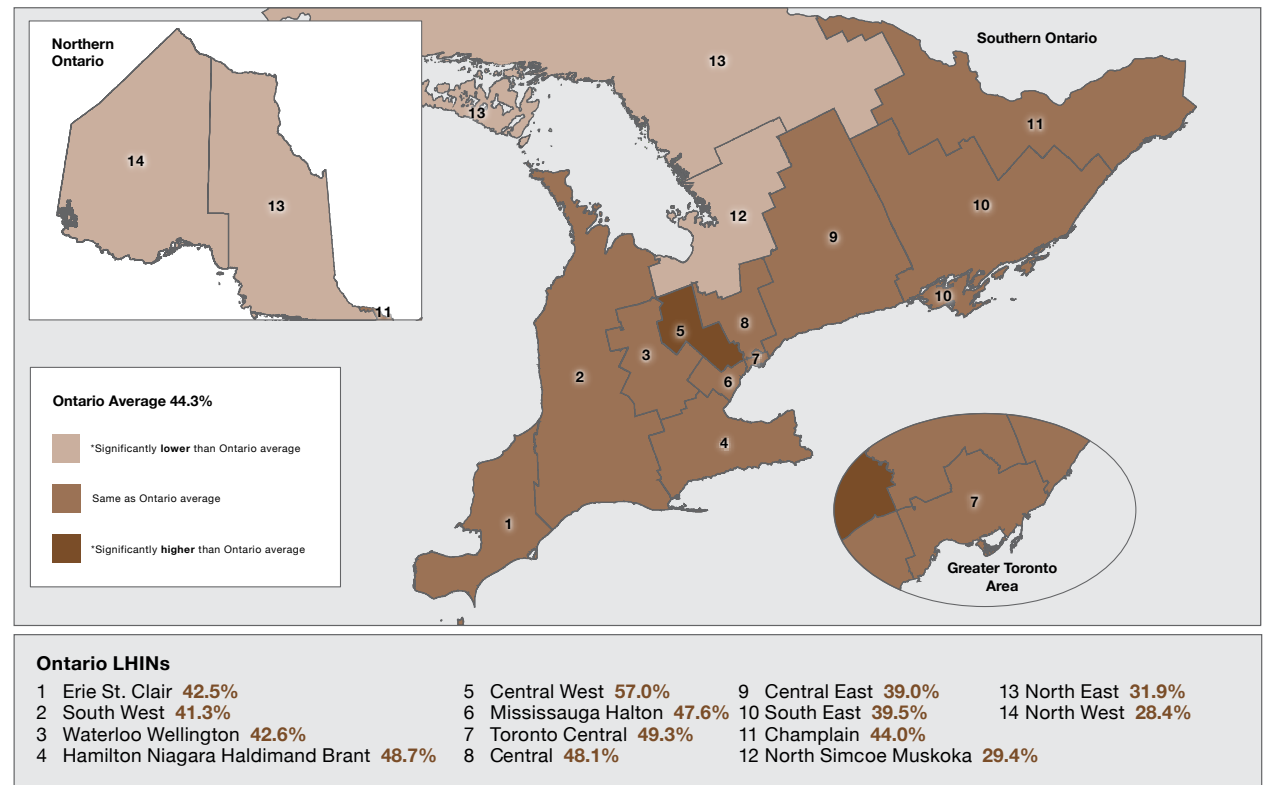 Northern
Ontario
Southern Ontario
13
13
14
13
11
11
10
12
9
10
8
5
7
3
6
2
4
1
7
Greater Toronto
Area
Ontario Average 44.3%
*Significantly lower than Ontario average
Same as Ontario average
*Significantly higher than Ontario average
Ontario LHINs
1 Erie St. Clair 42.5%
2 South West 41.3%
3 Waterloo Wellington 42.6%
4 Hamilton Niagara Haldimand Brant 48.7%
5 Central West 57.0%
6 Mississauga Halton 47.6%
7 Toronto Central 49.3%
8 Central 48.1%
9 Central East 39.0%
10 South East 39.5%
11 Champlain 44.0%
12 North Simcoe Muskoka 29.4%
13 North East 31.9%
14 North West 28.4%